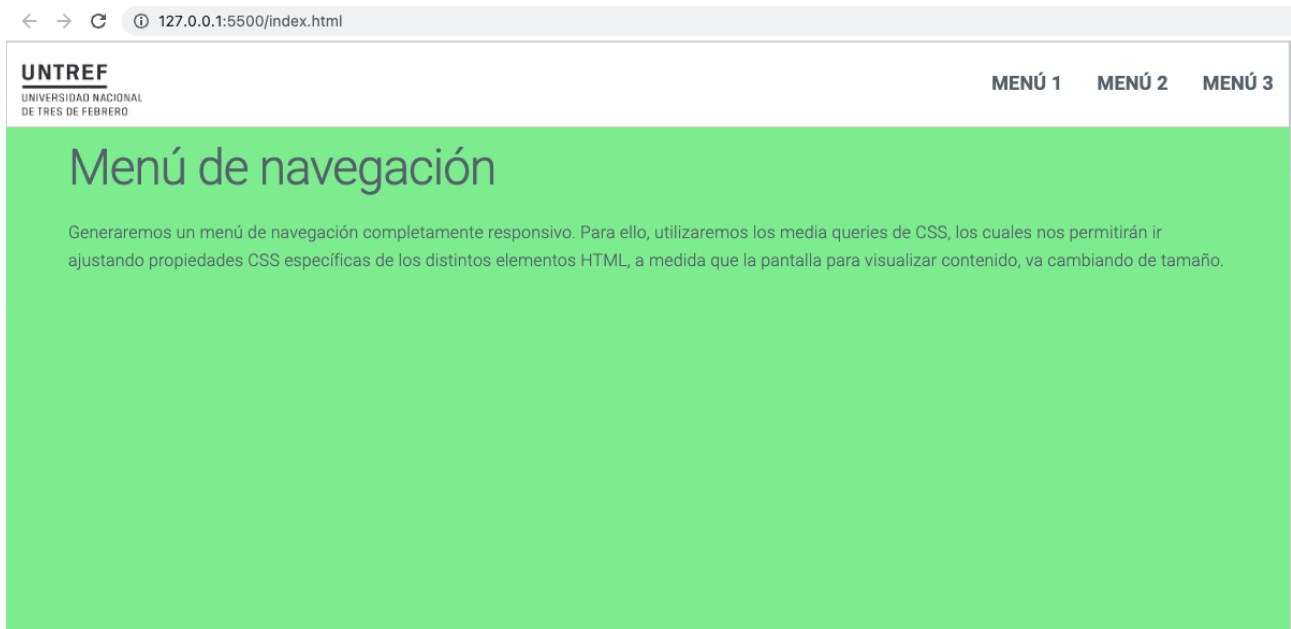 127.0.0.1:5500/index.html
UNTREF
UNIVERSIDAD NACIONAL
DE TRES DE FEBRERO
MENÚ 1 MENÚ 2 MENÚ 3
Menú de navegación
Generaremos un menú de navegación completamente responsivo. Para ello, utilizaremos los media queries de CSS, los cuales nos permitirán ir
ajustando propiedades CSS específicas de los distintos elementos HTML, a medida que la pantalla para visualizar contenido, va cambiando de tamaño.